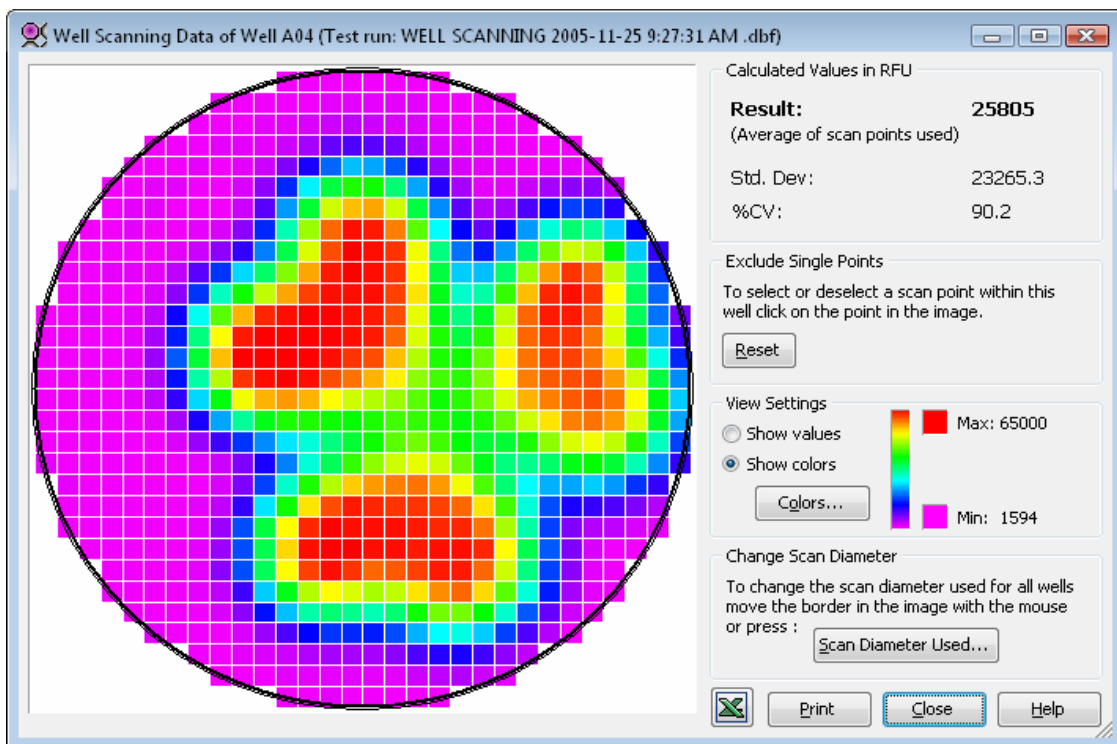 Well Scanning Data of Well A04 (Test run: WELL SCANNING 2005-11-25 9:27:31 AM .dbf)
Calculated Values in RFU
Result: 25805
(Average of scan points used)
Std. Dev: 23265.3
%CV: 90.2
Exclude Single Points
To select or deselect a scan point within this
well click on the point in the image.
Reset
View Settings
Show values
Show colors
Colors...
Max: 65000
Min: 1594
Change Scan Diameter
To change the scan diameter used for all wells
move the border in the image with the mouse
or press :
Scan Diameter Used...
Print
Close
Help